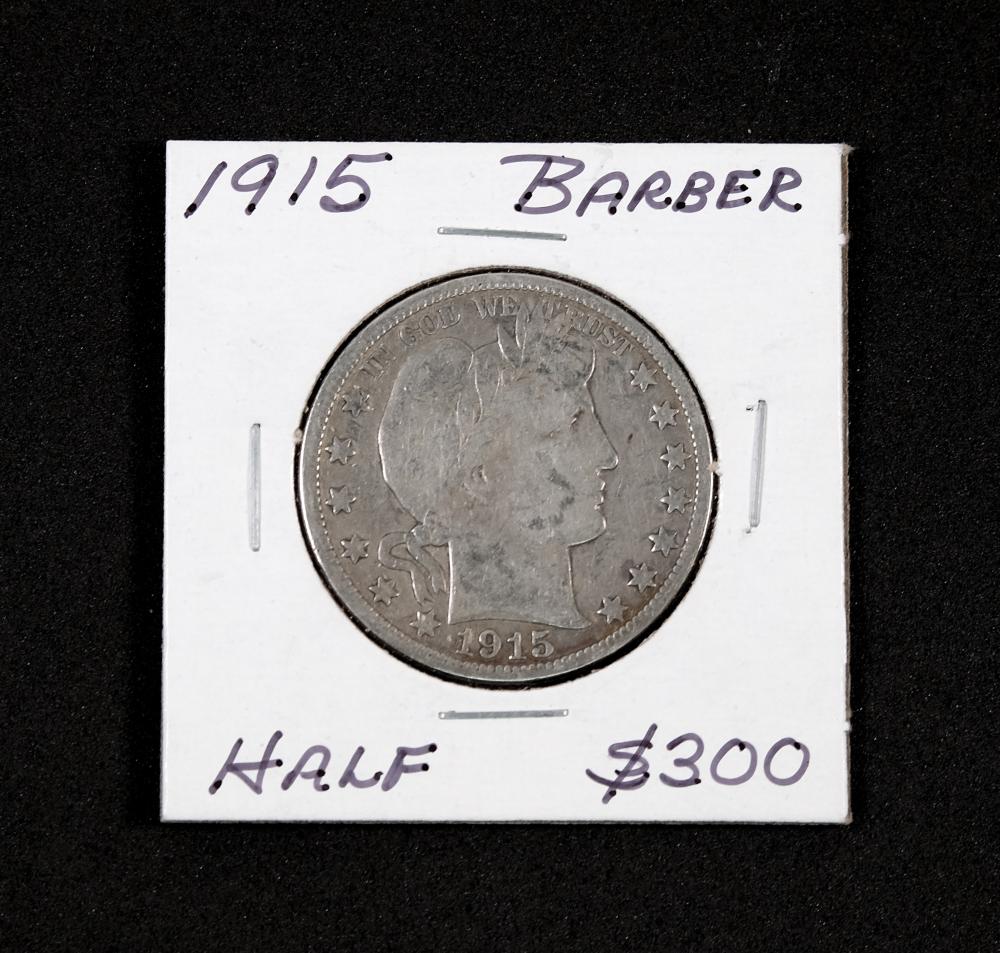 1915 BARBER
IN GOD WE TRUST
1915
HALF $300